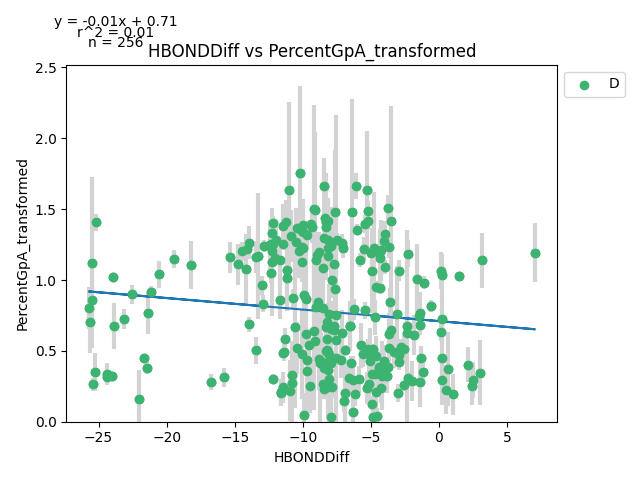 y = -0.01x + 0.71
r^2 = 0.01
n = 256
HBONDDiff vs PercentGpA_transformed
D
PercentGpA_transformed
2.5
2.0
1.5
1.0
0.5
0.0
−25 −20 −15 −10 −5 0 5
HBONDDiff